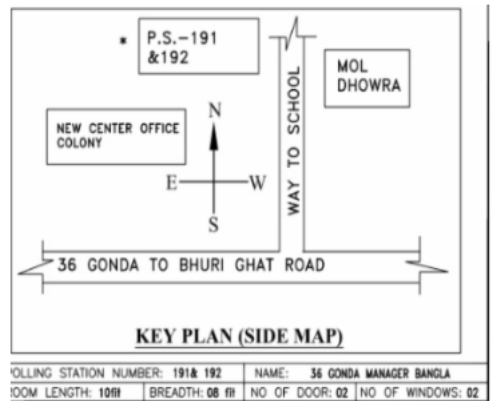 * P.S.-191
&192
MOL
DHOWRA
NEW CENTER OFFICE
COLONY
N
E W
S
WAY TO SCHOOL
36 GONDA TO BHURI GHAT ROAD
KEY PLAN (SIDE MAP)
POLLING STATION NUMBER: 191& 192 NAME: 36 GONDA MANAGER BANGLA
ROOM LENGTH: 10fit BREADTH: 08 fit NO OF DOOR: 02 NO OF WINDOWS: 02